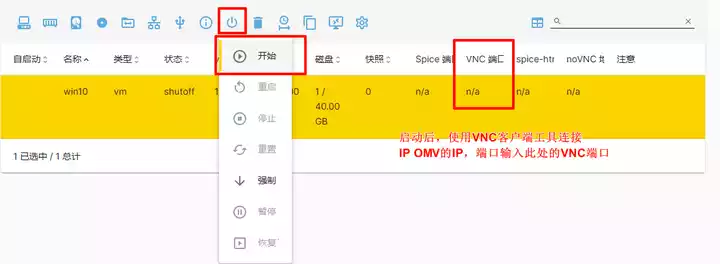 开始
自启动 名称 类型 状态 磁盘 快照 Spice 端 VNC 端口 spice-htr noVNC 注意
win10 vm shutoff 1 00 1 / 0 n/a n/a n/a n/a
40.00
GB
重启
停止
启动后，使用VNC客户端工具连接
IP OMV的IP，端口输入此处的VNC端口
1 已选中 / 1 总计
重置
强制
暂停
恢复